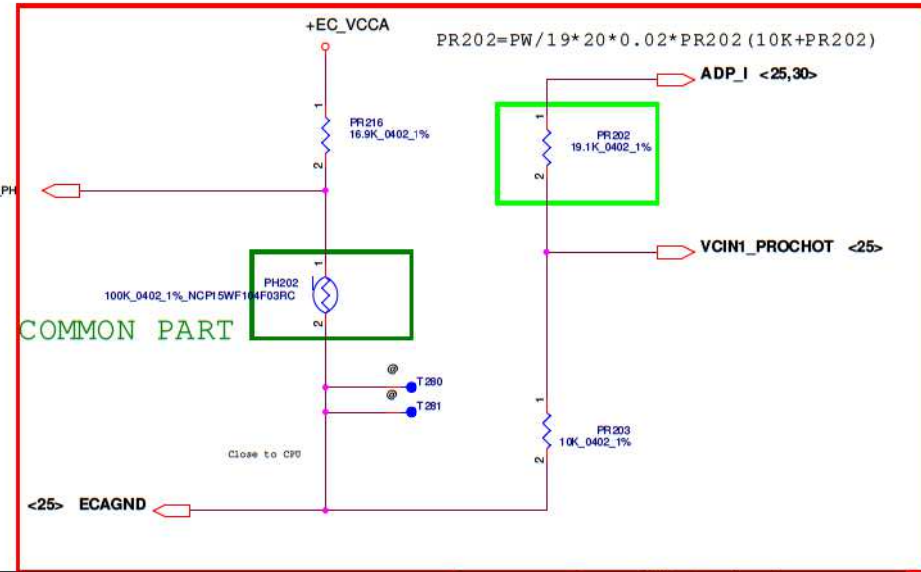 +EC_VCCA
PR202=PW/19*20*0.02*PR202(10K+PR202)
ADP_I <25,30>
1
PR216
16.9K_0402_1%
2
1
PR202
19.1K_0402_1%
2
_PH
VCIN1_PROCHOT <25>
1
PH202
100K_0402_1%_NCP15WF104F03RC
2
COMMON PART
@
T280
@
T281
1
PR203
10K_0402_1%
2
Close to CPU
<25> ECAGND